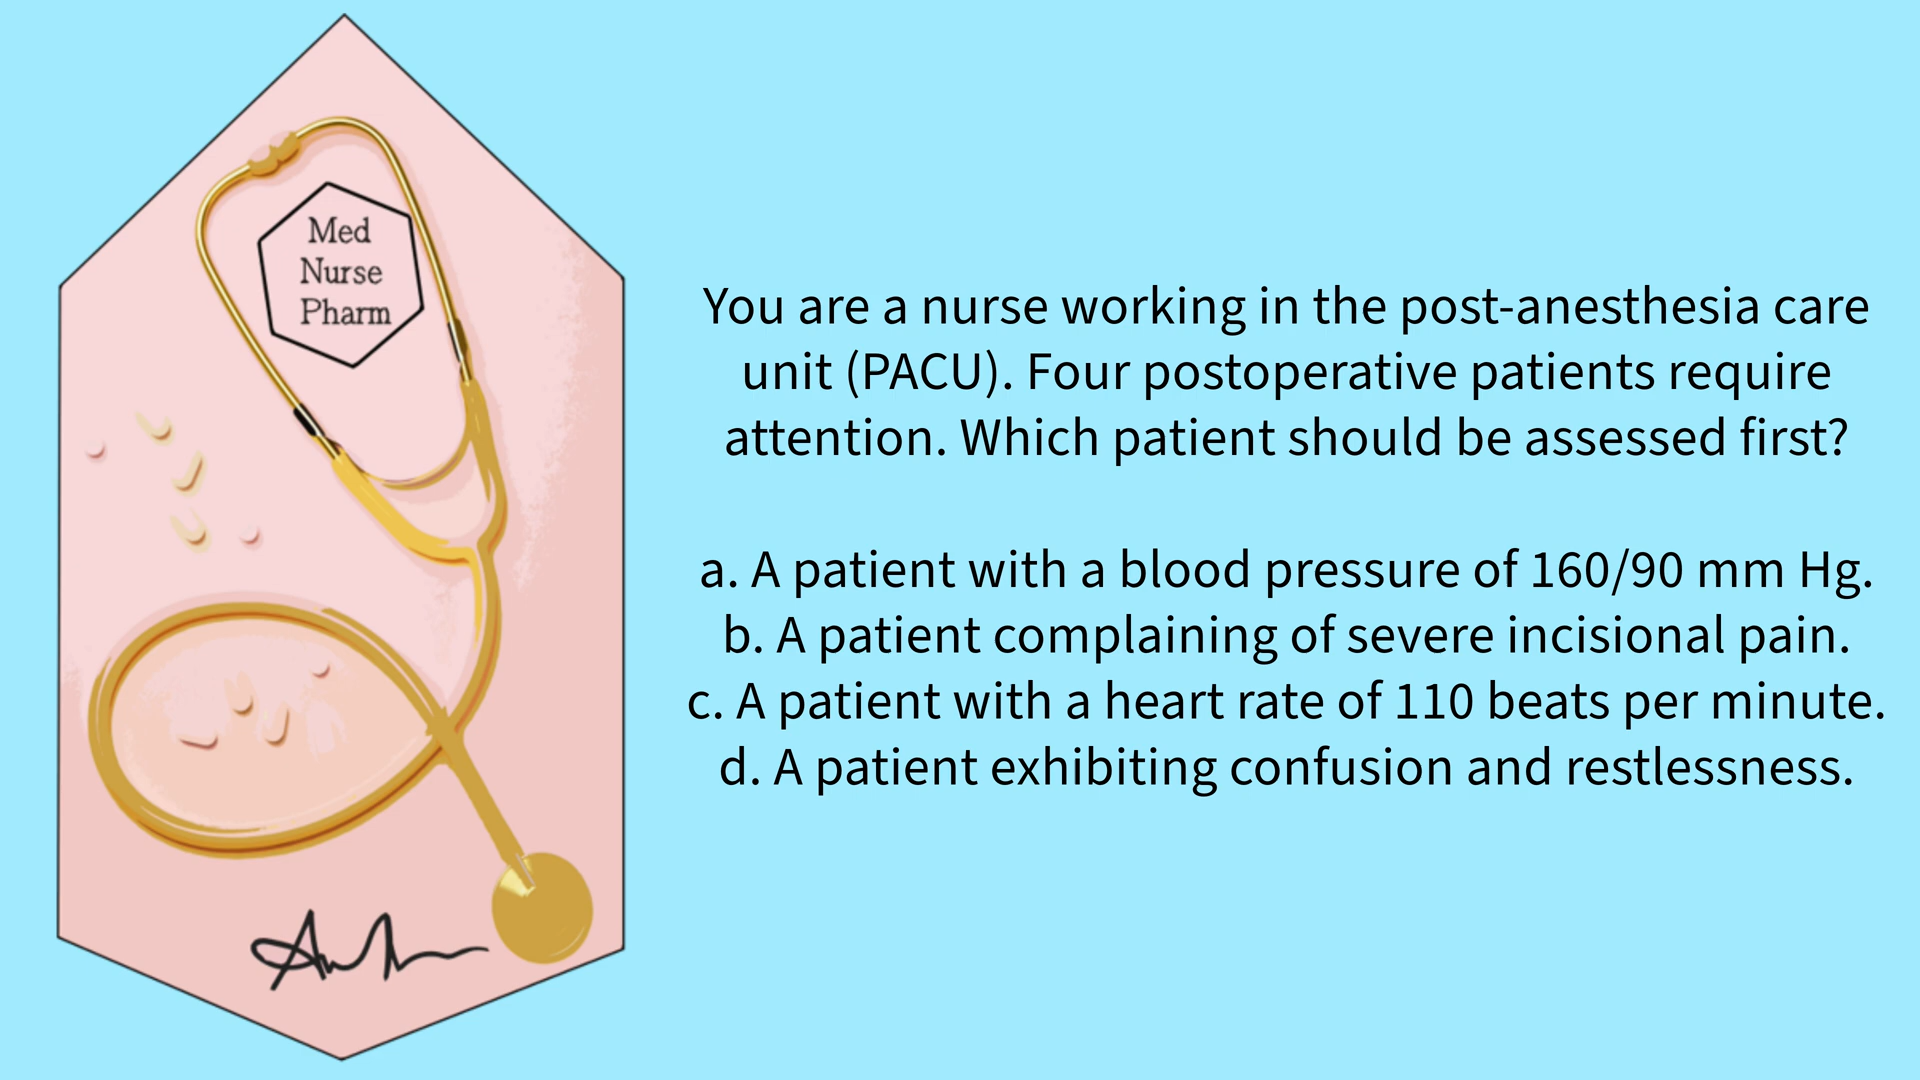 Med
Nurse
Pharm
You are a nurse working in the post-anesthesia care
unit (PACU). Four postoperative patients require
attention. Which patient should be assessed first?
a. A patient with a blood pressure of 160/90 mm Hg.
b. A patient complaining of severe incisional pain.
c. A patient with a heart rate of 110 beats per minute.
d. A patient exhibiting confusion and restlessness.